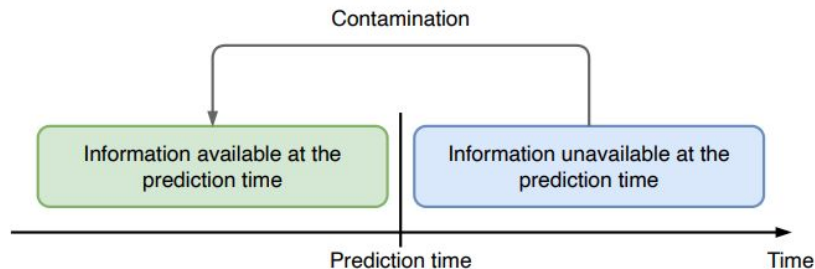 Contamination
Information available at the
prediction time
Information unavailable at the
prediction time
Prediction time
Time